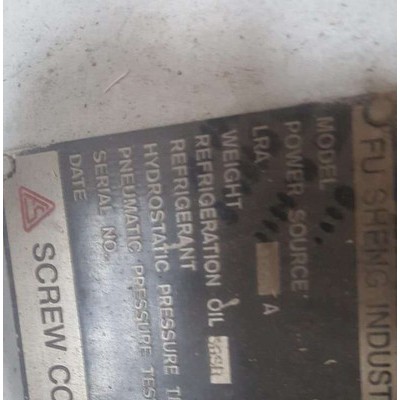 FU SHENG INDUST
MODEL
POWER SOURCE
LRA A
WEIGHT
REFRIGERATION OIL
REFRIGERANT
HYDROSTATIC PRESSURE T
PNEUMATIC PRESSURE TES
SERIAL NO.
DATE
SCREW CO